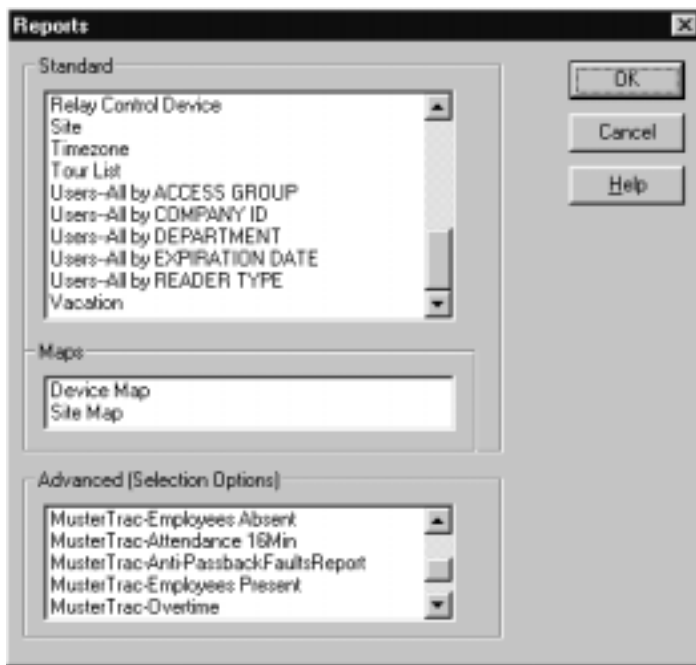 Reports
Standard
Relay Control Device
Site
Timezone
Tour List
Users--All by ACCESS GROUP
Users--All by COMPANY ID
Users--All by DEPARTMENT
Users--All by EXPIRATION DATE
Users--All by READER TYPE
Vacation
Maps
Device Map
Site Map
Advanced (Selection Options)
MusterTrac-Employees Absent
MusterTrac-Attendance 16Min
MusterTrac-Anti-PassbackFaultsReport
MusterTrac-Employees Present
MusterTrac-Overtime
OK
Cancel
Help